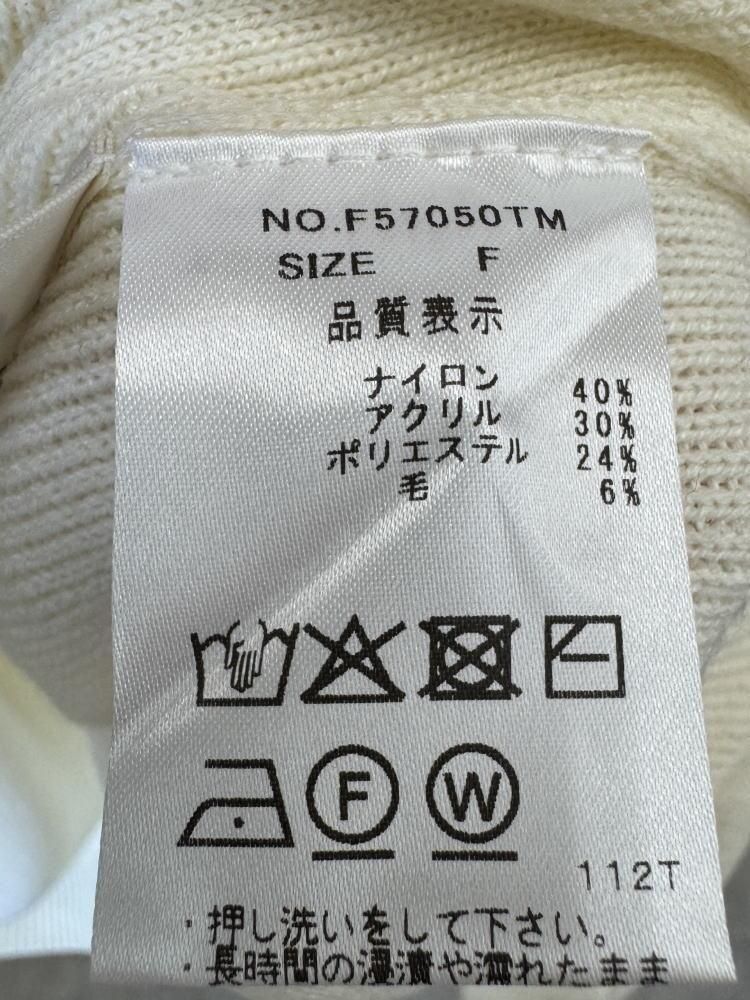 NO.F57050TM
SIZE F
品質表示
ナイロン 40%
アクリル 30%
ポリエステル 24%
毛 6%
F W
112T
・押し洗いをして下さい。
・長時間の浸漬や濡れたまま